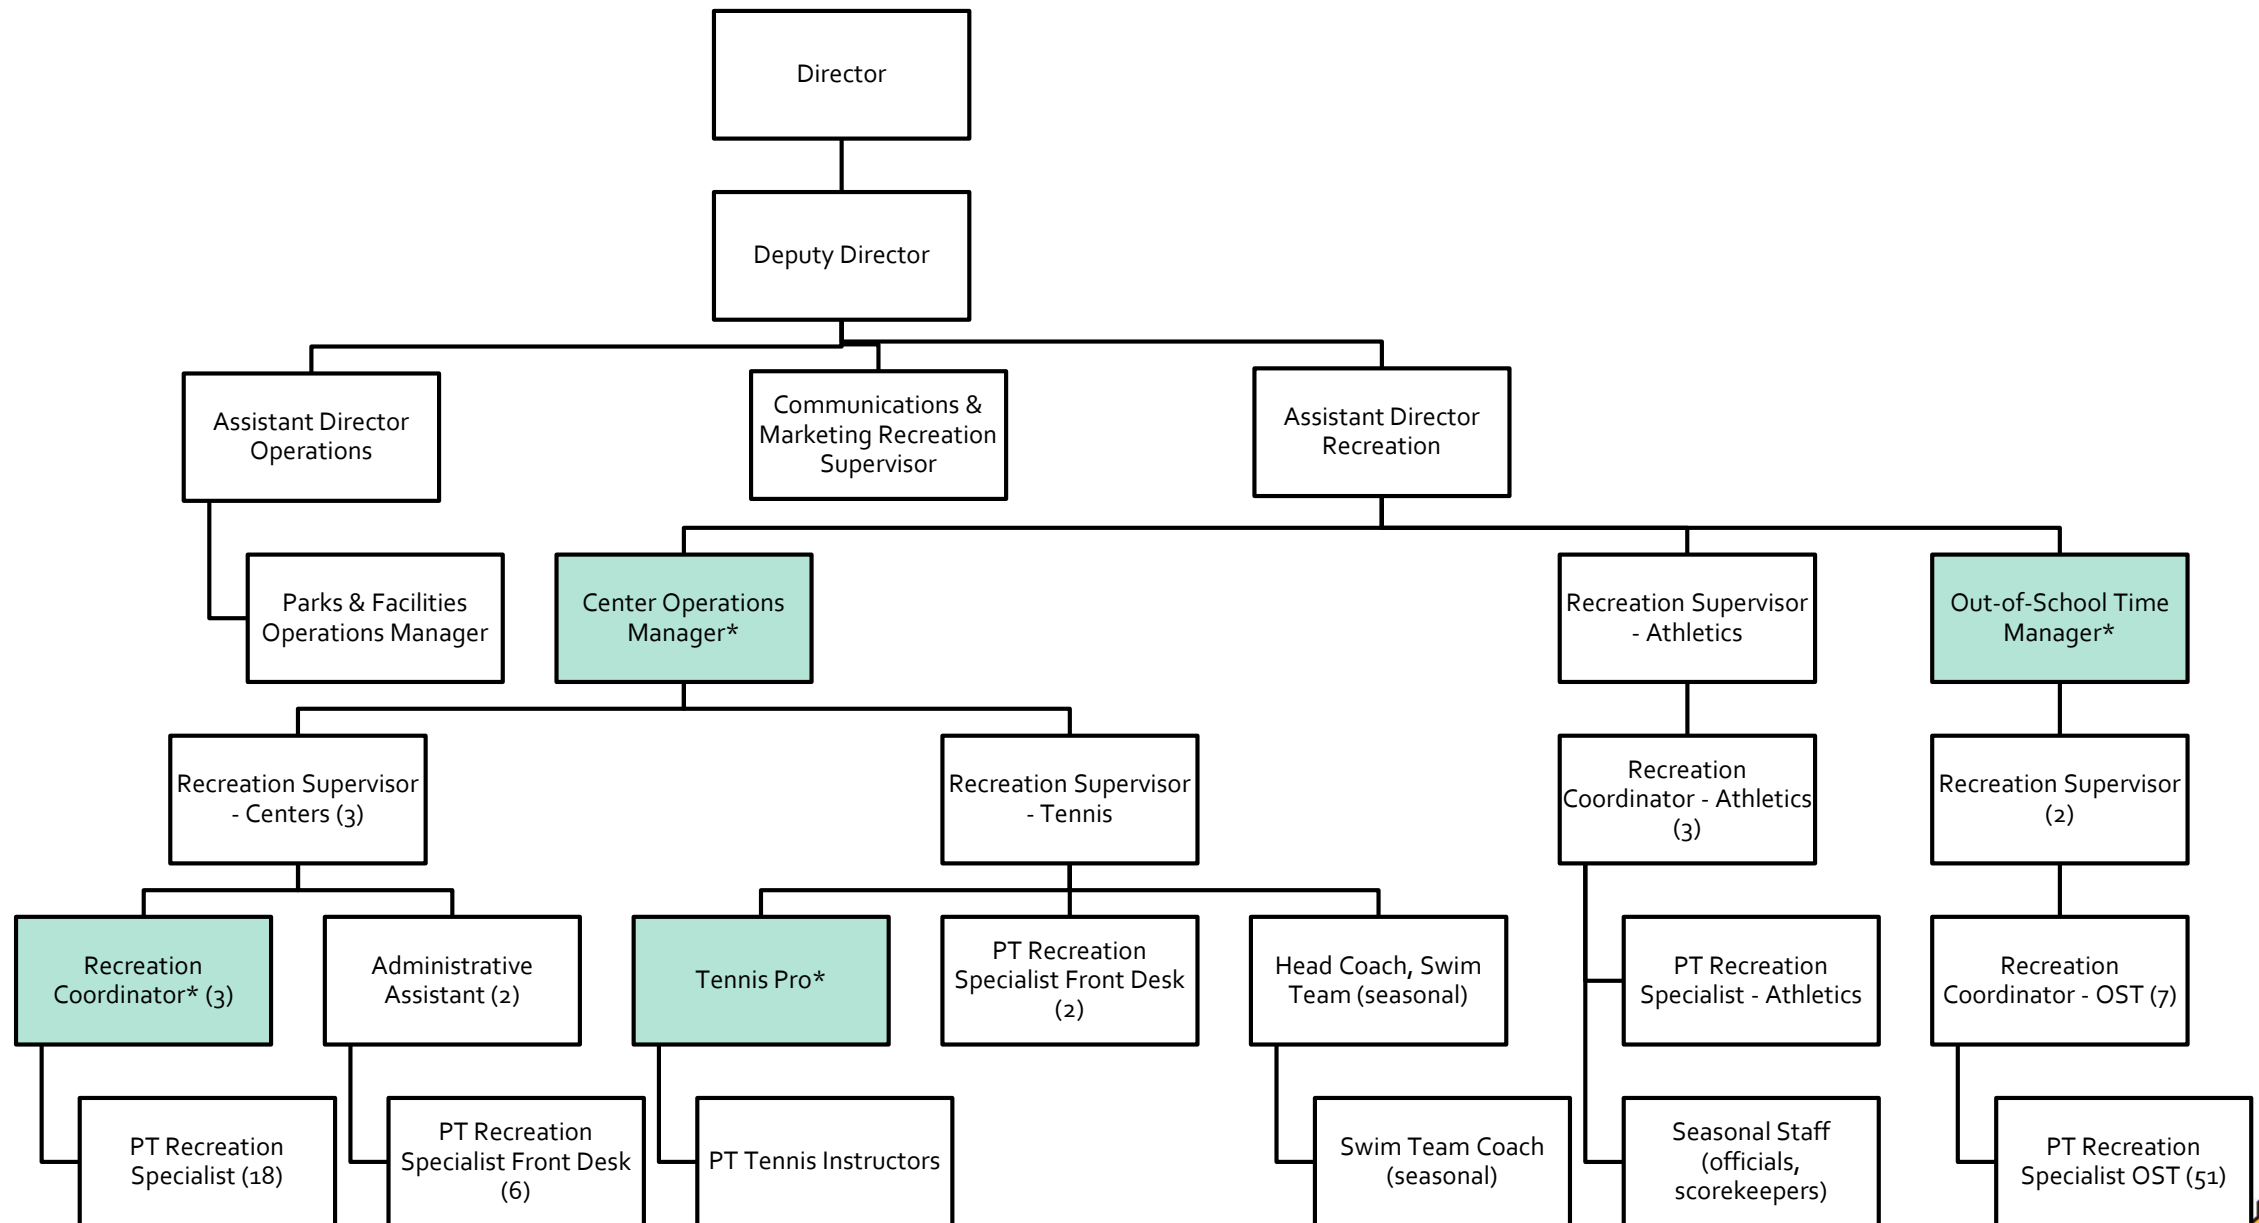 Director
Deputy Director
Assistant Director
Operations
Communications &
Marketing Recreation
Supervisor
Assistant Director
Recreation
Parks & Facilities
Operations Manager
Center Operations
Manager*
Recreation Supervisor
- Athletics
Out-of-School Time
Manager*
Recreation Supervisor
- Centers (3)
Recreation Supervisor
- Tennis
Recreation
Coordinator - Athletics
(3)
Recreation Supervisor
(2)
Recreation
Coordinator* (3)
Administrative
Assistant (2)
Tennis Pro*
PT Recreation
Specialist Front Desk
(2)
Head Coach, Swim
Team (seasonal)
PT Recreation
Specialist - Athletics
Recreation
Coordinator - OST (7)
PT Recreation
Specialist (18)
PT Recreation
Specialist Front Desk
(6)
PT Tennis Instructors
Swim Team Coach
(seasonal)
Seasonal Staff
(officials,
scorekeepers)
PT Recreation
Specialist OST (51)